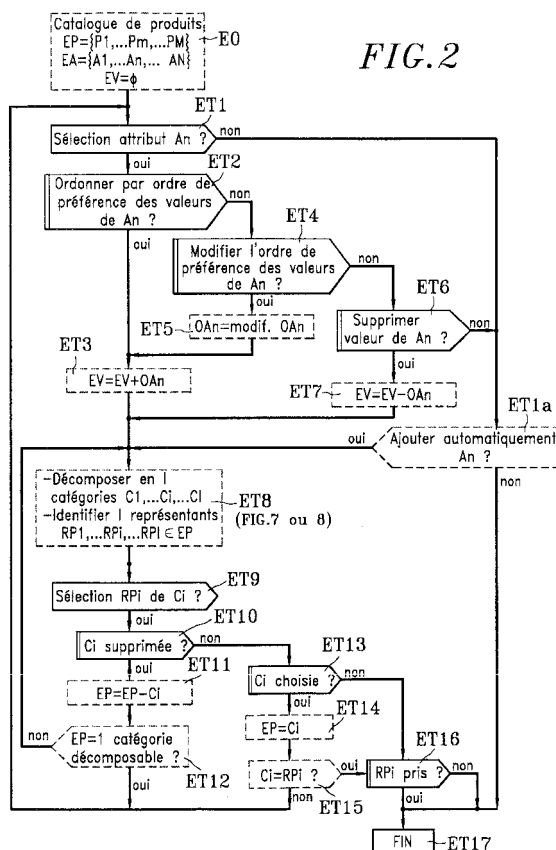 Catalogue de produits
EP={P1,...Pm,...PM}
EA={A1,...An,... AN}
EV=ϕ
E0
FIG.2
ET1
Sélection attribut An ?
non
oui
ET2
Ordonner par ordre de
préférence des valeurs
de An ?
non
oui
ET4
Modifier l'ordre de
préférence des valeurs
de An ?
non
oui
ET5
OAn=modif. OAn
ET6
Supprimer
valeur de An ?
non
oui
ET3
EV=EV+OAn
ET7
EV=EV-OAn
ET1a
oui
Ajouter automatiquement
An ?
non
-Décomposer en I
catégories C1,...Ci,...CI
-Identifier I représentants
RP1,...RPi,...RPI ∈ EP
ET8
(FIG.7 ou 8)
ET9
Sélection RPi de Ci ?
oui
ET10
Ci supprimée ?
non
oui
ET11
EP=EP-Ci
ET13
Ci choisie ?
non
oui
ET14
EP=Ci
non
EP=1 catégorie
décomposable ?
ET12
oui
Ci=RPi ?
oui
ET15
non
ET16
RPi pris ?
non
oui
FIN
ET17